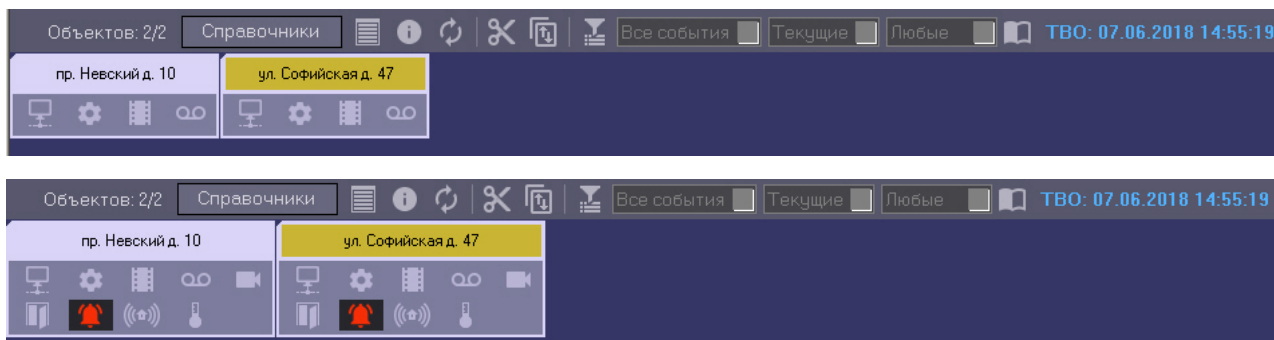 Объектов: 2/2 Справочники Все события Текущие Любые ТВО: 07.06.2018 14:55:19
пр. Невский д. 10 ул. Софийская д. 47
Объектов: 2/2 Справочники Все события Текущие Любые ТВО: 07.06.2018 14:55:19
пр. Невский д. 10 ул. Софийская д. 47